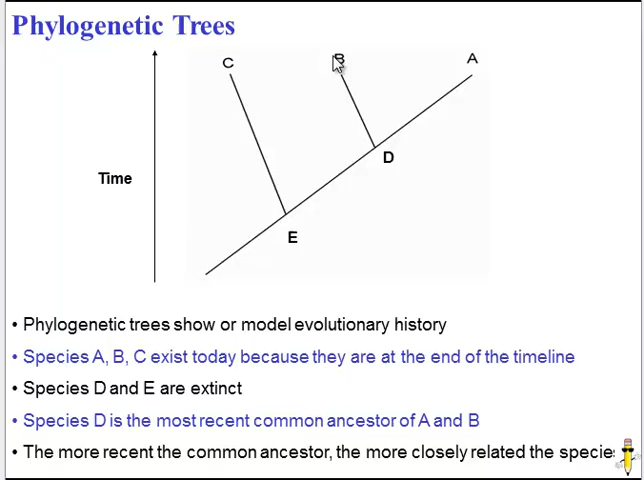 Phylogenetic Trees
C
B
A
D
Time
E
• Phylogenetic trees show or model evolutionary history
• Species A, B, C exist today because they are at the end of the timeline
• Species D and E are extinct
• Species D is the most recent common ancestor of A and B
• The more recent the common ancestor, the more closely related the specie